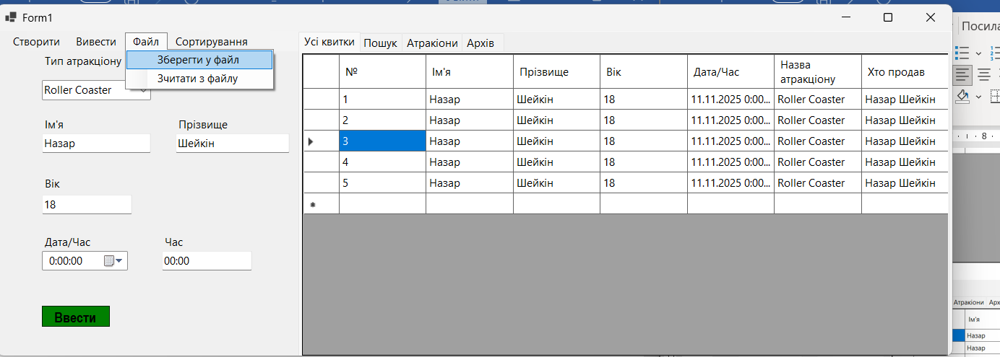 Form1
Створити Вивести Файл Сортирування
Зберегти у файл
Зчитати з файлу
Тип атракціону
Roller Coaster
Ім'я Прізвище
Назар Шейкін
Вік
18
Дата/Час Час
0:00:00 00:00
Ввести
Усі квитки Пошук Атракіони Архів
№ Ім'я Прізвище Вік Дата/Час Назва атракціону Хто продав
1 Назар Шейкін 18 11.11.2025 0:00... Roller Coaster Назар Шейкін
2 Назар Шейкін 18 11.11.2025 0:00... Roller Coaster Назар Шейкін
3 Назар Шейкін 18 11.11.2025 0:00... Roller Coaster Назар Шейкін
4 Назар Шейкін 18 11.11.2025 0:00... Roller Coaster Назар Шейкін
5 Назар Шейкін 18 11.11.2025 0:00... Roller Coaster Назар Шейкін
8
Атракіони
Ім'я
Назар
Назар